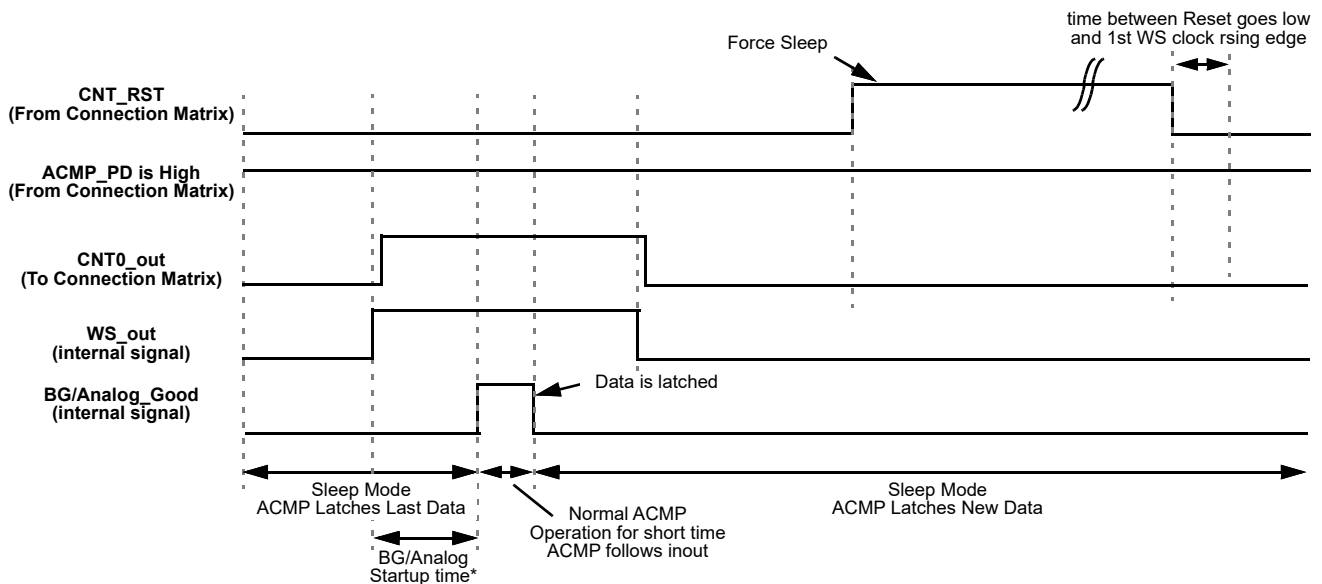 time between Reset goes low
and 1st WS clock rsing edge
Force Sleep
CNT_RST
(From Connection Matrix)
ACMP_PD is High
(From Connection Matrix)
CNT0_out
(To Connection Matrix)
WS_out
(internal signal)
BG/Analog_Good
(internal signal)
Data is latched
Sleep Mode
ACMP Latches Last Data
Normal ACMP
Operation for short time
ACMP follows inout
Sleep Mode
ACMP Latches New Data
BG/Analog
Startup time*